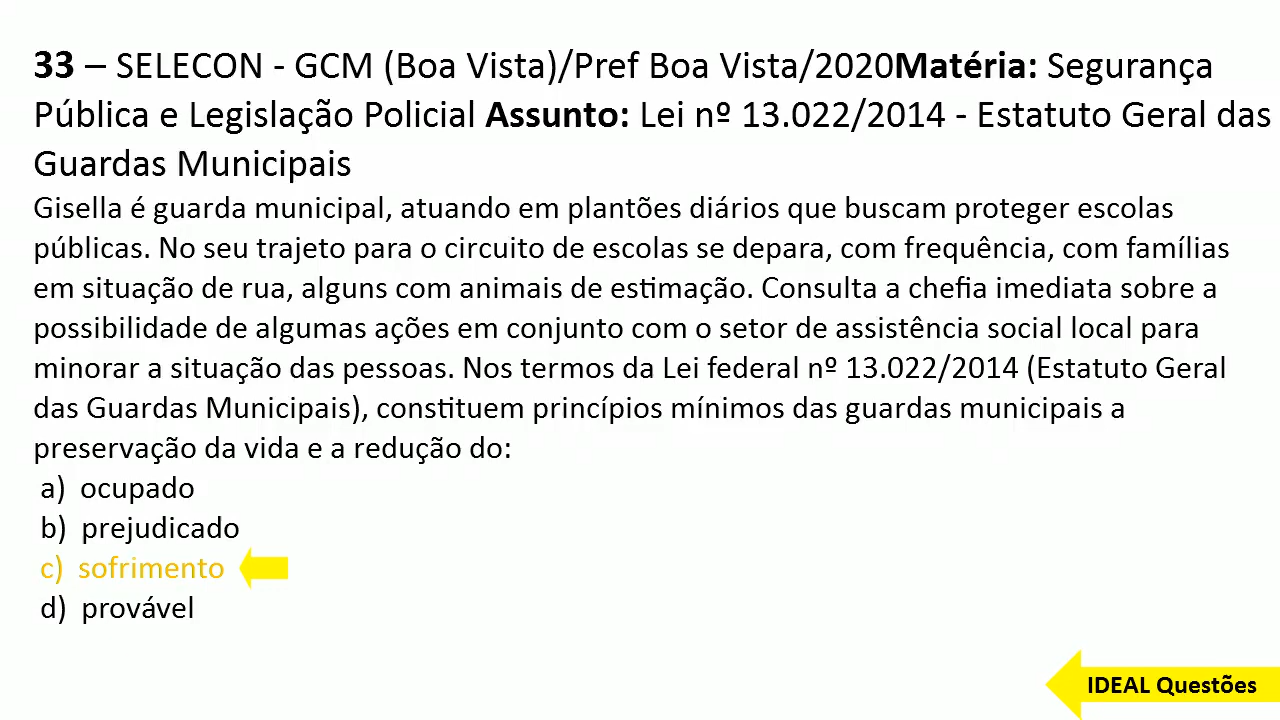 33 – SELECON - GCM (Boa Vista)/Pref Boa Vista/2020Matéria: Segurança
Pública e Legislação Policial Assunto: Lei nº 13.022/2014 - Estatuto Geral das
Guardas Municipais
Gisella é guarda municipal, atuando em plantões diários que buscam proteger escolas
públicas. No seu trajeto para o circuito de escolas se depara, com frequência, com famílias
em situação de rua, alguns com animais de estimação. Consulta a chefia imediata sobre a
possibilidade de algumas ações em conjunto com o setor de assistência social local para
minorar a situação das pessoas. Nos termos da Lei federal nº 13.022/2014 (Estatuto Geral
das Guardas Municipais), constituem princípios mínimos das guardas municipais a
preservação da vida e a redução do:
a) ocupado
b) prejudicado
c) sofrimento
d) provável
IDEAL Questões